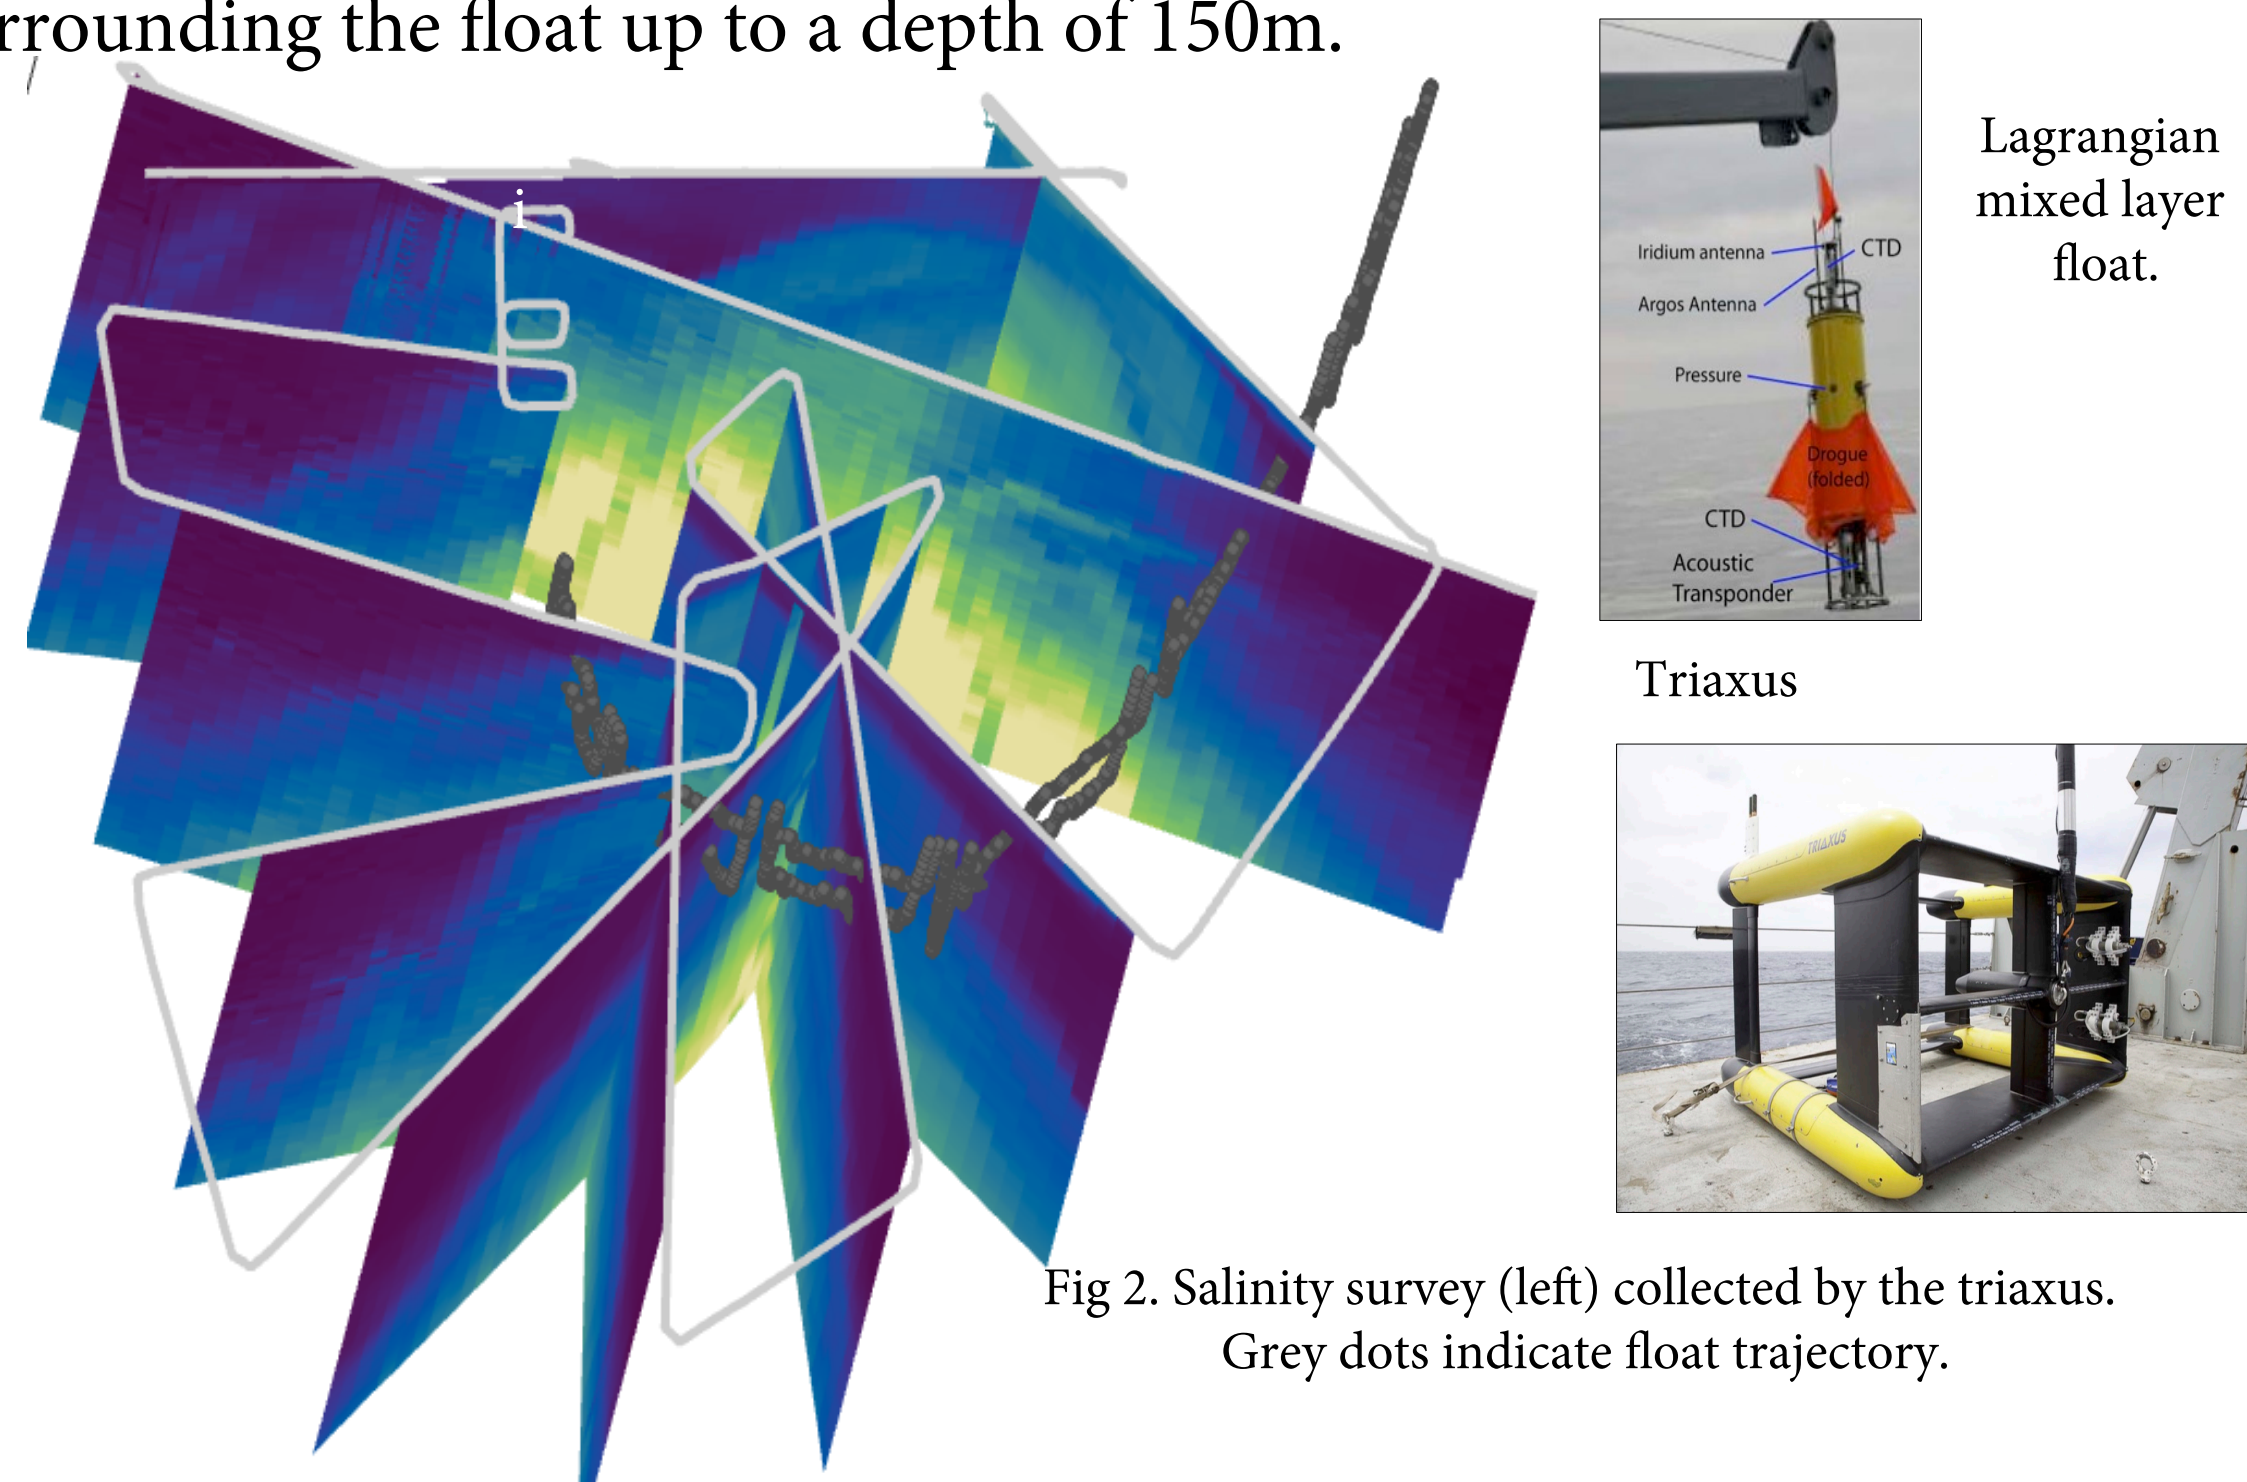 rrounding the float up to a depth of 150m.
i
Lagrangian
mixed layer
float.
Iridium antenna
CTD
Argos Antenna
Pressure
Drogue
(folded)
CTD
Acoustic
Transponder
Triaxus
TRIAXUS
Fig 2. Salinity survey (left) collected by the triaxus.
Grey dots indicate float trajectory.